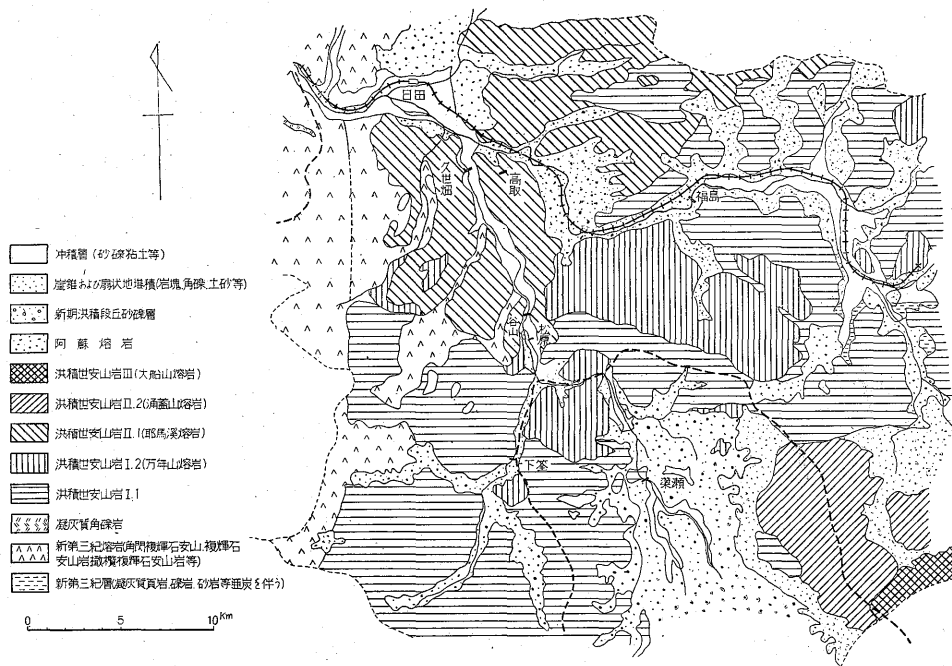 日田
久世畑
高取
福島
谷山
松原
下筌
梁瀬
冲積層(砂礫粘土等)
崖錐および扇状地堆積(岩塊、角礫、土砂等)
新期洪積段丘砂礫層
阿蘇熔岩
洪積世安山岩Ⅲ(大船山熔岩)
洪積世安山岩Ⅱ.2(涌蓋山熔岩)
洪積世安山岩Ⅱ.1(耶馬溪熔岩)
洪積世安山岩Ⅰ.2(万年山熔岩)
洪積世安山岩Ⅰ.1
凝灰質角礫岩
新第三紀熔岩(角閃複輝石安山、複輝石
安山岩橄欖複輝石安山岩等)
新第三紀層(凝灰質頁岩、礫岩、砂岩等亜炭を伴う)
0 5 10Km